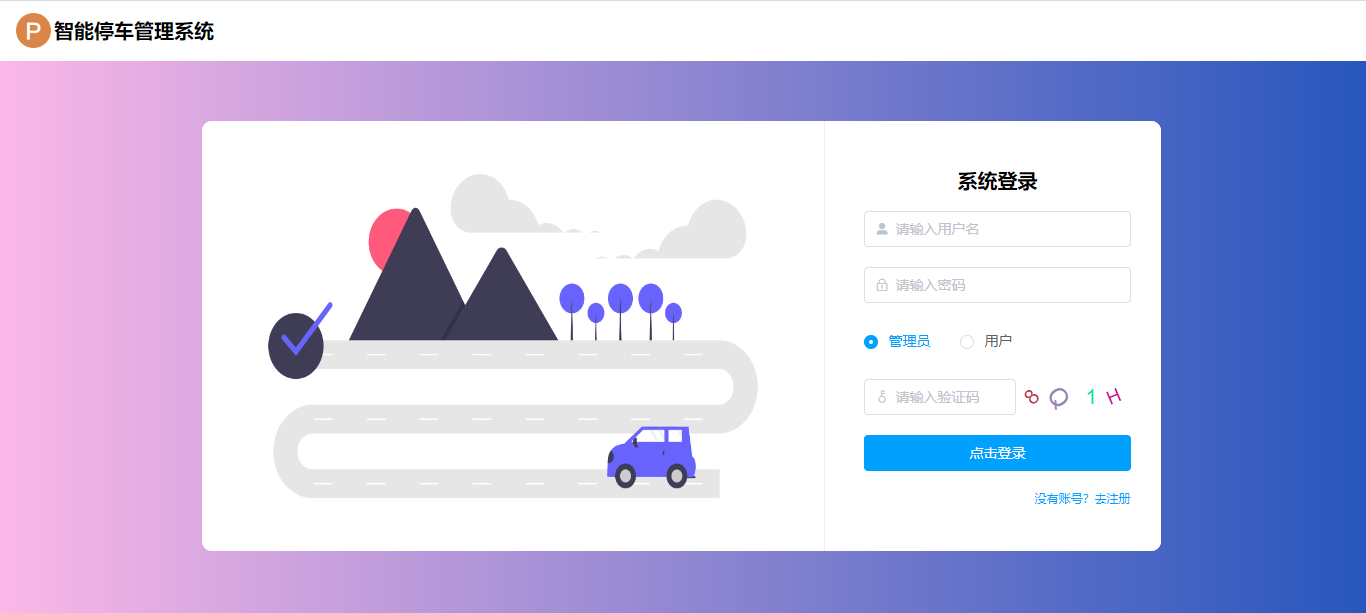 P 智能停车管理系统
系统登录
请输入用户名
请输入密码
管理员 用户
请输入验证码 8 Q 1 H
点击登录
没有账号？去注册